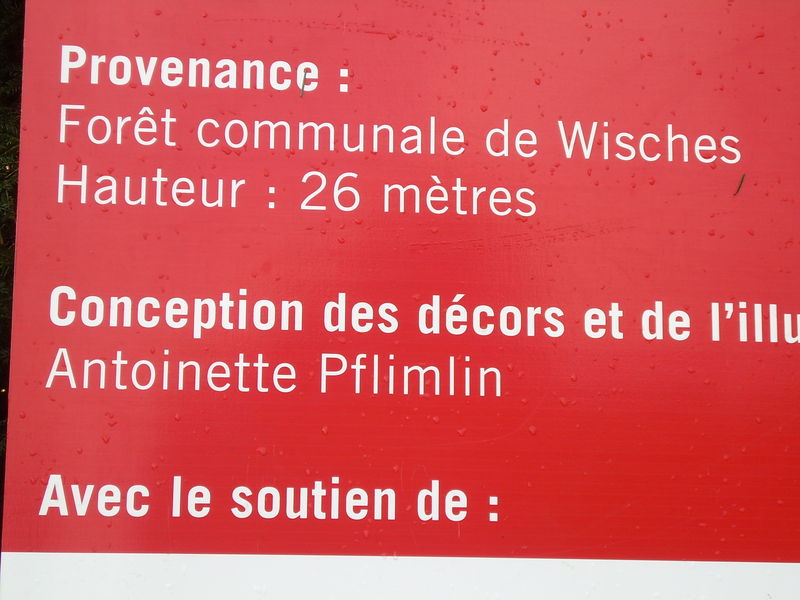 Provenance :
Forêt communale de Wisches
Hauteur : 26 mètres
Conception des décors et de l'illu
Antoinette Pflimlin
Avec le soutien de :